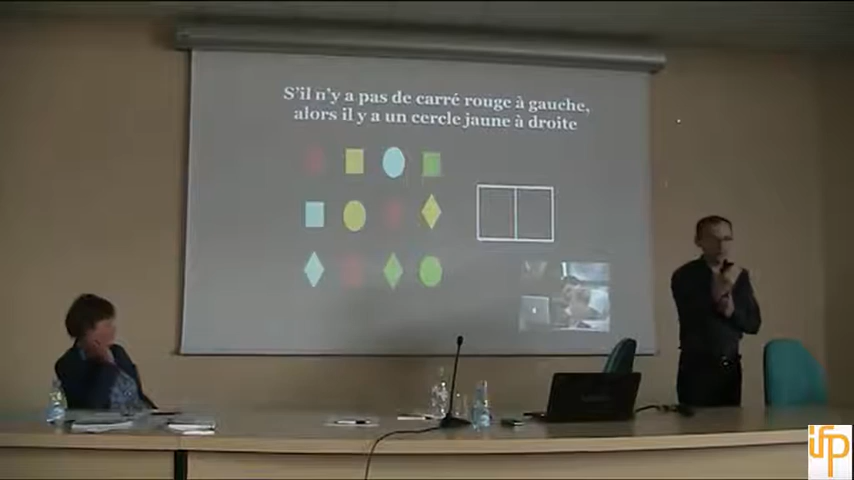 S'il n'y a pas de carré rouge à gauche,
alors il y a un cercle jaune à droite
ifp